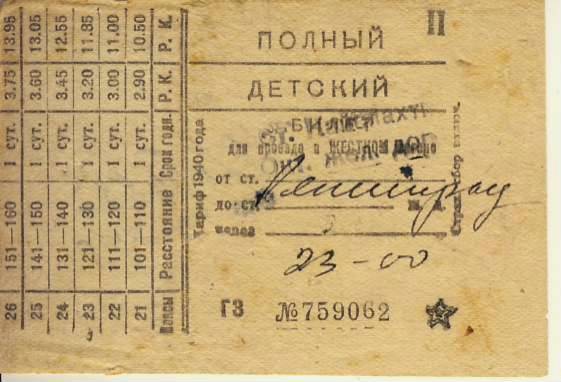 П
ПОЛНЫЙ
ДЕТСКИЙ
БИЛЕТ
для проезда в ЖЕСТКОМ вагоне
от ст.
Ленинград
до ст. Ж. Д.
через
23-00
ГЗ №759062
Тариф 1940 года
Страх. сбор включ.
Поясы Расстояние Срок годн. Р. К. Р. К.
21 101—110 1 сут. 2.90 10.50
22 111—120 1 сут. 3.00 11.00
23 121—130 1 сут. 3.20 11.85
24 131—140 1 сут. 3.45 12.55
25 141—150 1 сут. 3.60 13.05
26 151—160 1 сут. 3.75 13.95